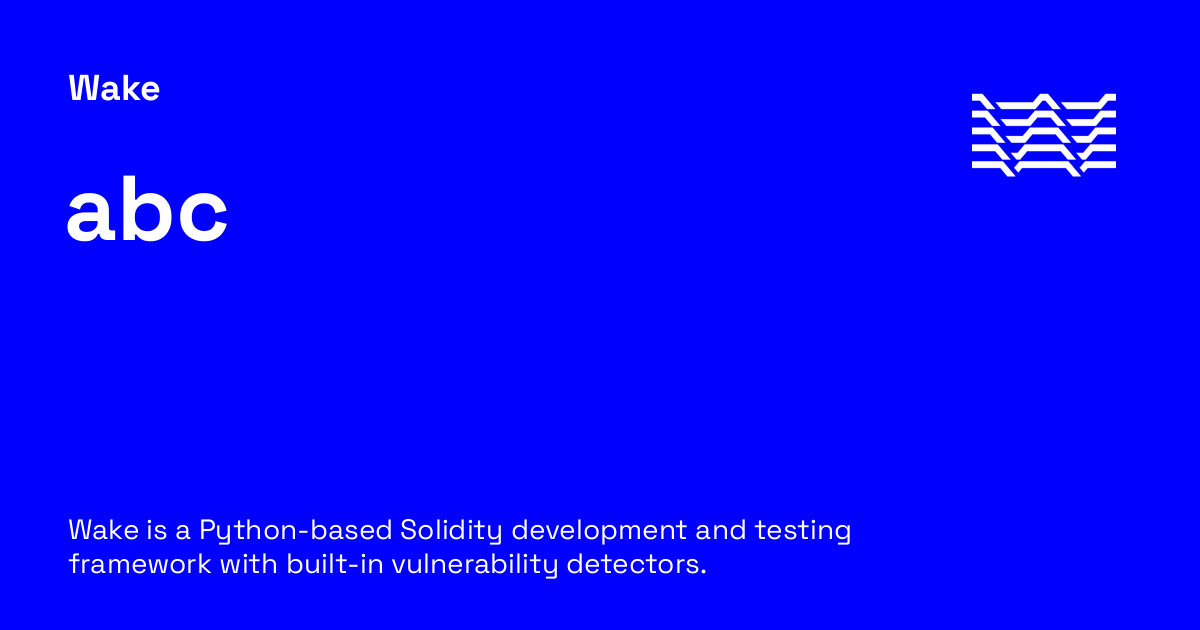 Wake
abc
Wake is a Python-based Solidity development and testing
framework with built-in vulnerability detectors.